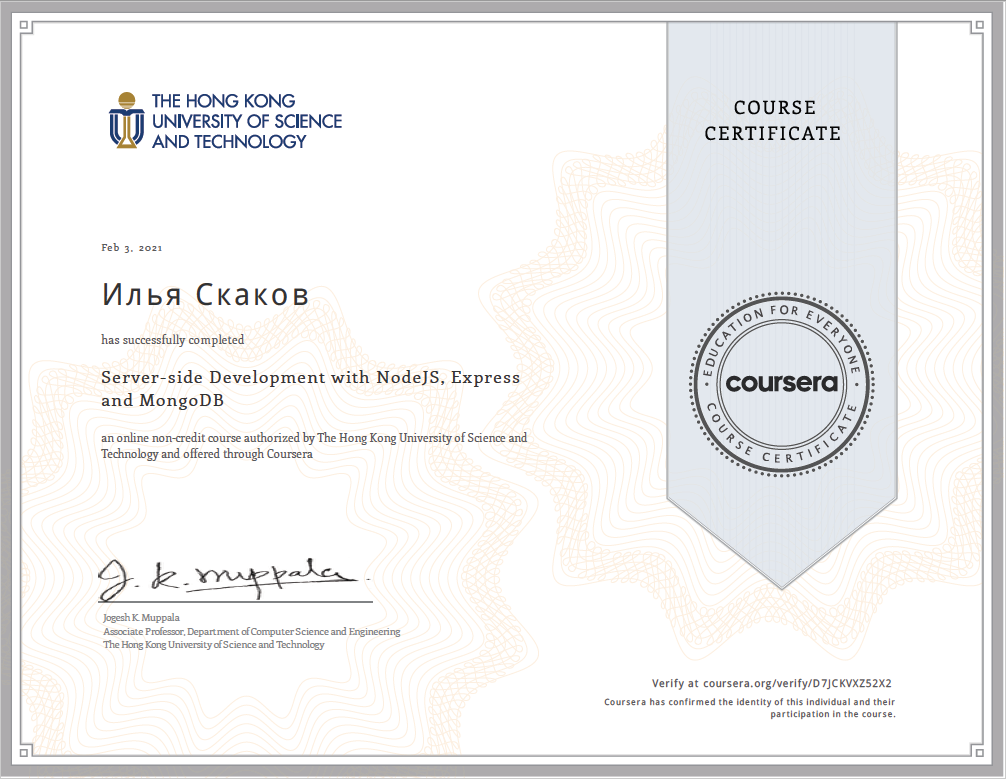 THE HONG KONG
UNIVERSITY OF SCIENCE
AND TECHNOLOGY
COURSE
CERTIFICATE
Feb 3, 2021
Илья Скаков
has successfully completed
Server-side Development with NodeJS, Express
and MongoDB
an online non-credit course authorized by The Hong Kong University of Science and
Technology and offered through Coursera
EDUCATION FOR EVERYONE
coursera
COURSE CERTIFICATE
J. K. Muppala
Jogesh K. Muppala
Associate Professor, Department of Computer Science and Engineering
The Hong Kong University of Science and Technology
Verify at coursera.org/verify/D7JCKVXZ52X2
Coursera has confirmed the identity of this individual and their
participation in the course.